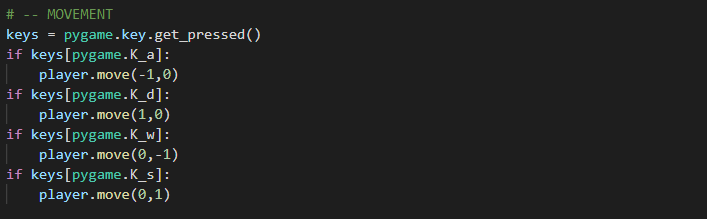 # -- MOVEMENT
keys = pygame.key.get_pressed()
if keys[pygame.K_a]:
    player.move(-1,0)
if keys[pygame.K_d]:
    player.move(1,0)
if keys[pygame.K_w]:
    player.move(0,-1)
if keys[pygame.K_s]:
    player.move(0,1)